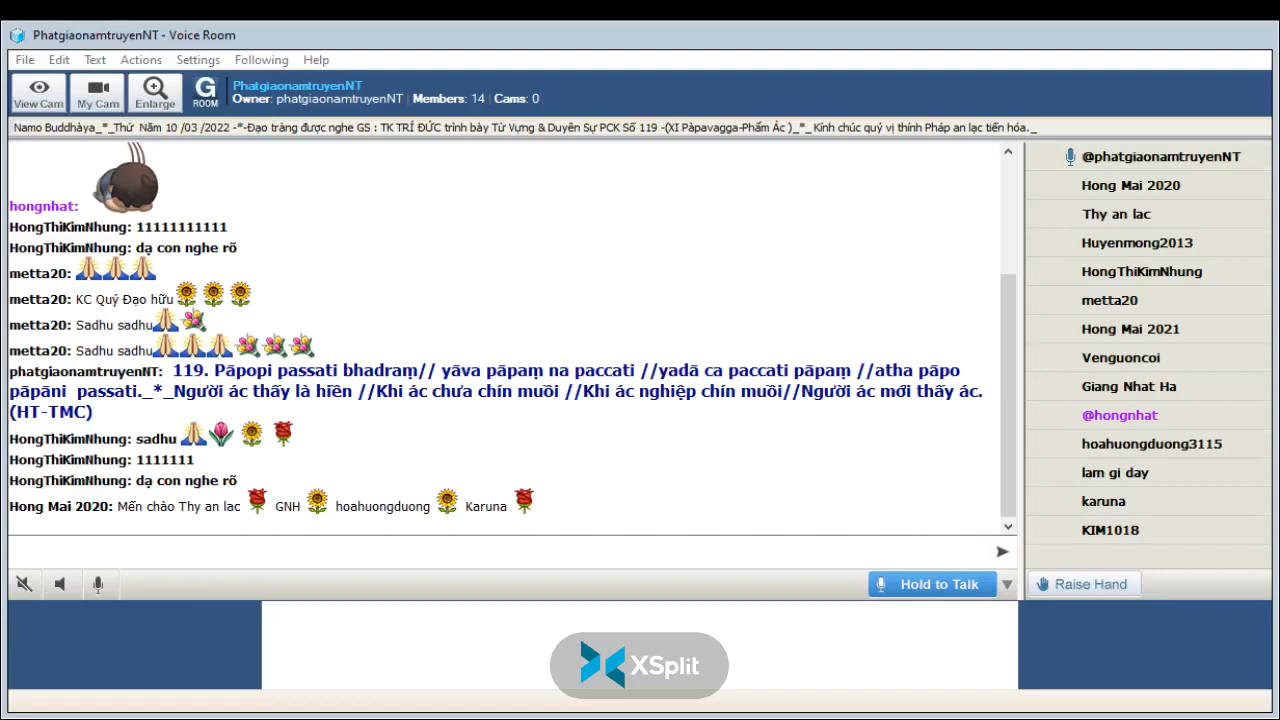 PhatgiaonamtruyenNT - Voice Room
File Edit Text Actions Settings Following Help
View Cam
My Cam
Enlarge
G
ROOM
PhatgiaonamtruyenNT
Owner: phatgiaonamtruyenNT | Members: 14 | Cams: 0
Namo Buddhàya_*_Thứ Năm 10 /03 /2022 -*-Đạo tràng được nghe GS : TK TRÍ ĐỨC trình bày Từ Vựng & Duyên Sự PCK Số 119 -(XI Pàpavagga-Phẩm Ác )_*_ Kính chúc quý vị thính Pháp an lạc tiến hóa._
hongnhat:
HongThiKimNhung: 11111111111
HongThiKimNhung: dạ con nghe rõ
metta20:
metta20: KC Quý Đạo hữu
metta20: Sadhu sadhu
metta20: Sadhu sadhu
phatgiaonamtruyenNT: 119. Pāpopi passati bhadraṃ// yāva pāpaṃ na paccati //yadā ca paccati pāpaṃ //atha pāpo
pāpāni passati._*_Người ác thấy là hiền //Khi ác chưa chín muồi //Khi ác nghiệp chín muồi//Người ác mới thấy ác.
(HT-TMC)
HongThiKimNhung: sadhu
HongThiKimNhung: 1111111
HongThiKimNhung: dạ con nghe rõ
Hong Mai 2020: Mến chào Thy an lac GNH hoahuongduong Karuna
@phatgiaonamtruyenNT
Hong Mai 2020
Thy an lac
Huyenmong2013
HongThiKimNhung
metta20
Hong Mai 2021
Venguoncoi
Giang Nhat Ha
@hongnhat
hoahuongduong3115
lam gi day
karuna
KIM1018
Hold to Talk
Raise Hand
XSplit